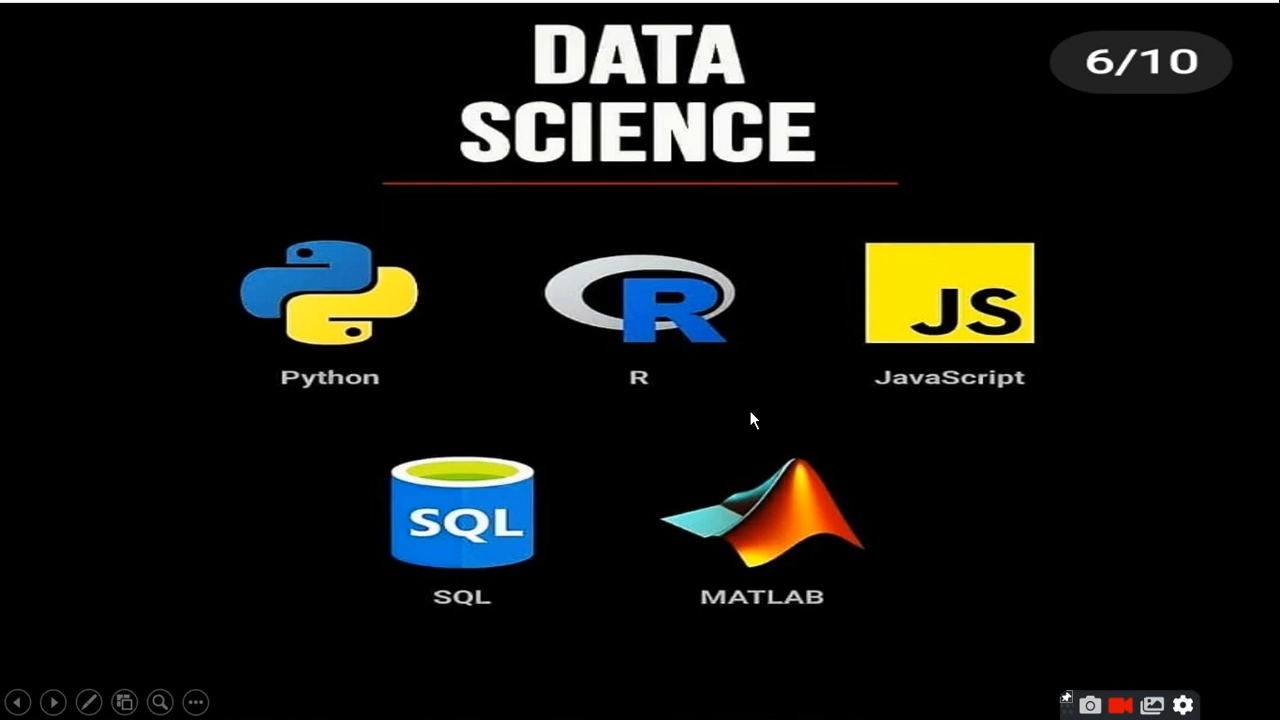 DATA
SCIENCE
6/10
JS
Python
R
JavaScript
SQL
SQL
MATLAB